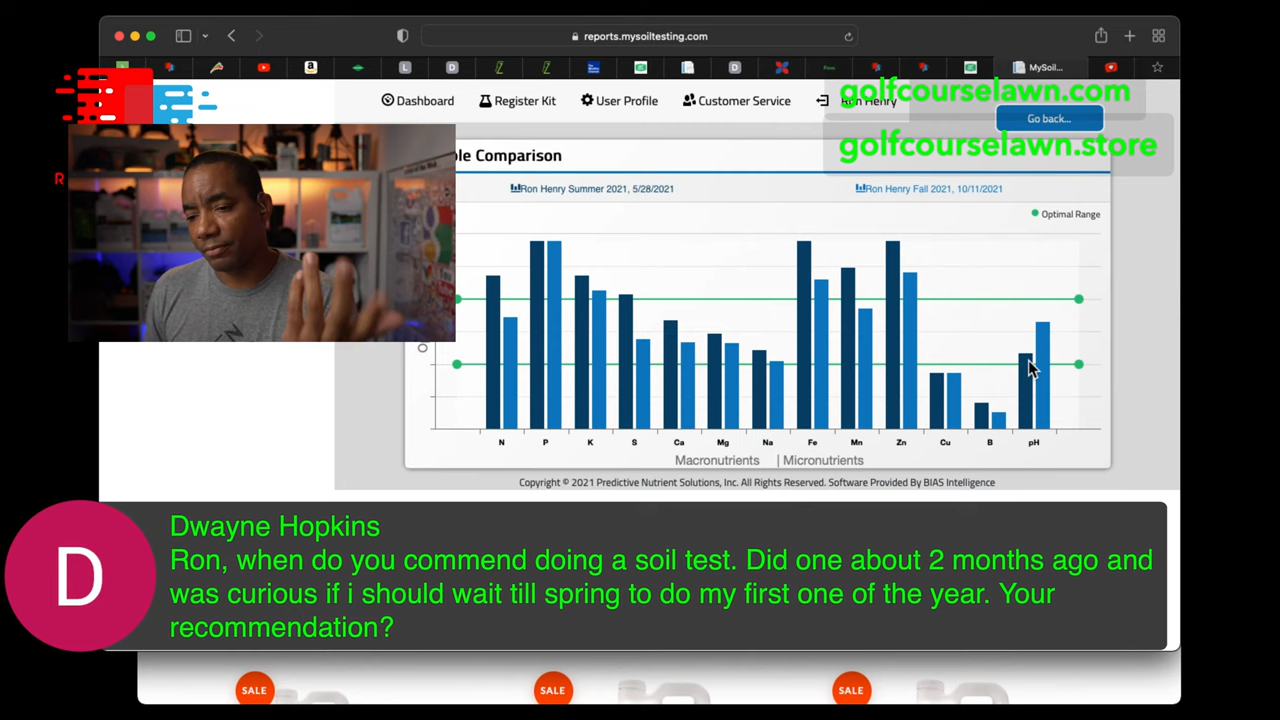 reports.mysoiltesting.com
MySoil...
Dashboard
Register Kit
User Profile
Customer Service
Ron Henry
golfcourselawn.com
Go back...
golfcourselawn.store
R
ple Comparison
Ron Henry Summer 2021, 5/28/2021
Ron Henry Fall 2021, 10/11/2021
Optimal Range
O
N P K S Ca Mg Na Fe Mn Zn Cu B pH
Macronutrients | Micronutrients
Copyright © 2021 Predictive Nutrient Solutions, Inc. All Rights Reserved. Software Provided By BIAS Intelligence
D
Dwayne Hopkins
Ron, when do you commend doing a soil test. Did one about 2 months ago and
was curious if i should wait till spring to do my first one of the year. Your
recommendation?
SALE
SALE
SALE